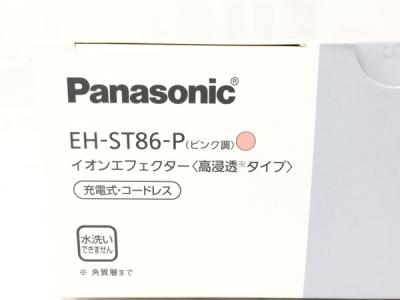 Panasonic®
EH-ST86-P(ピンク調)
イオンエフェクター〈高浸透※タイプ〉
充電式・コードレス
水洗い
できません
※ 角質層まで